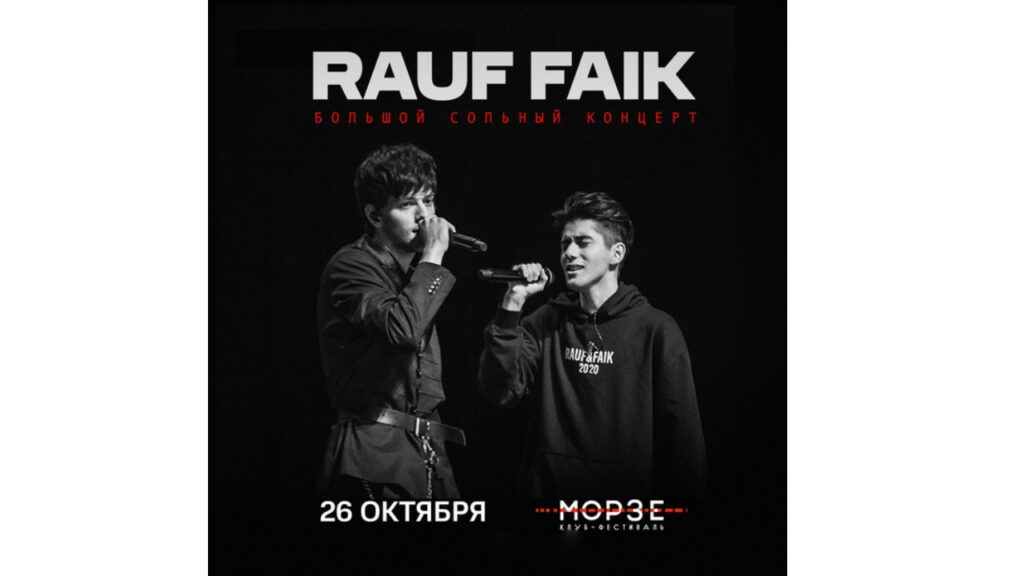 RAUF FAIK
БОЛЬШОЙ СОЛЬНЫЙ КОНЦЕРТ
RAUF&FAIK
2020
26 ОКТЯБРЯ
МОРЗЕ
КЛУБ-ФЕСТИВАЛЬ